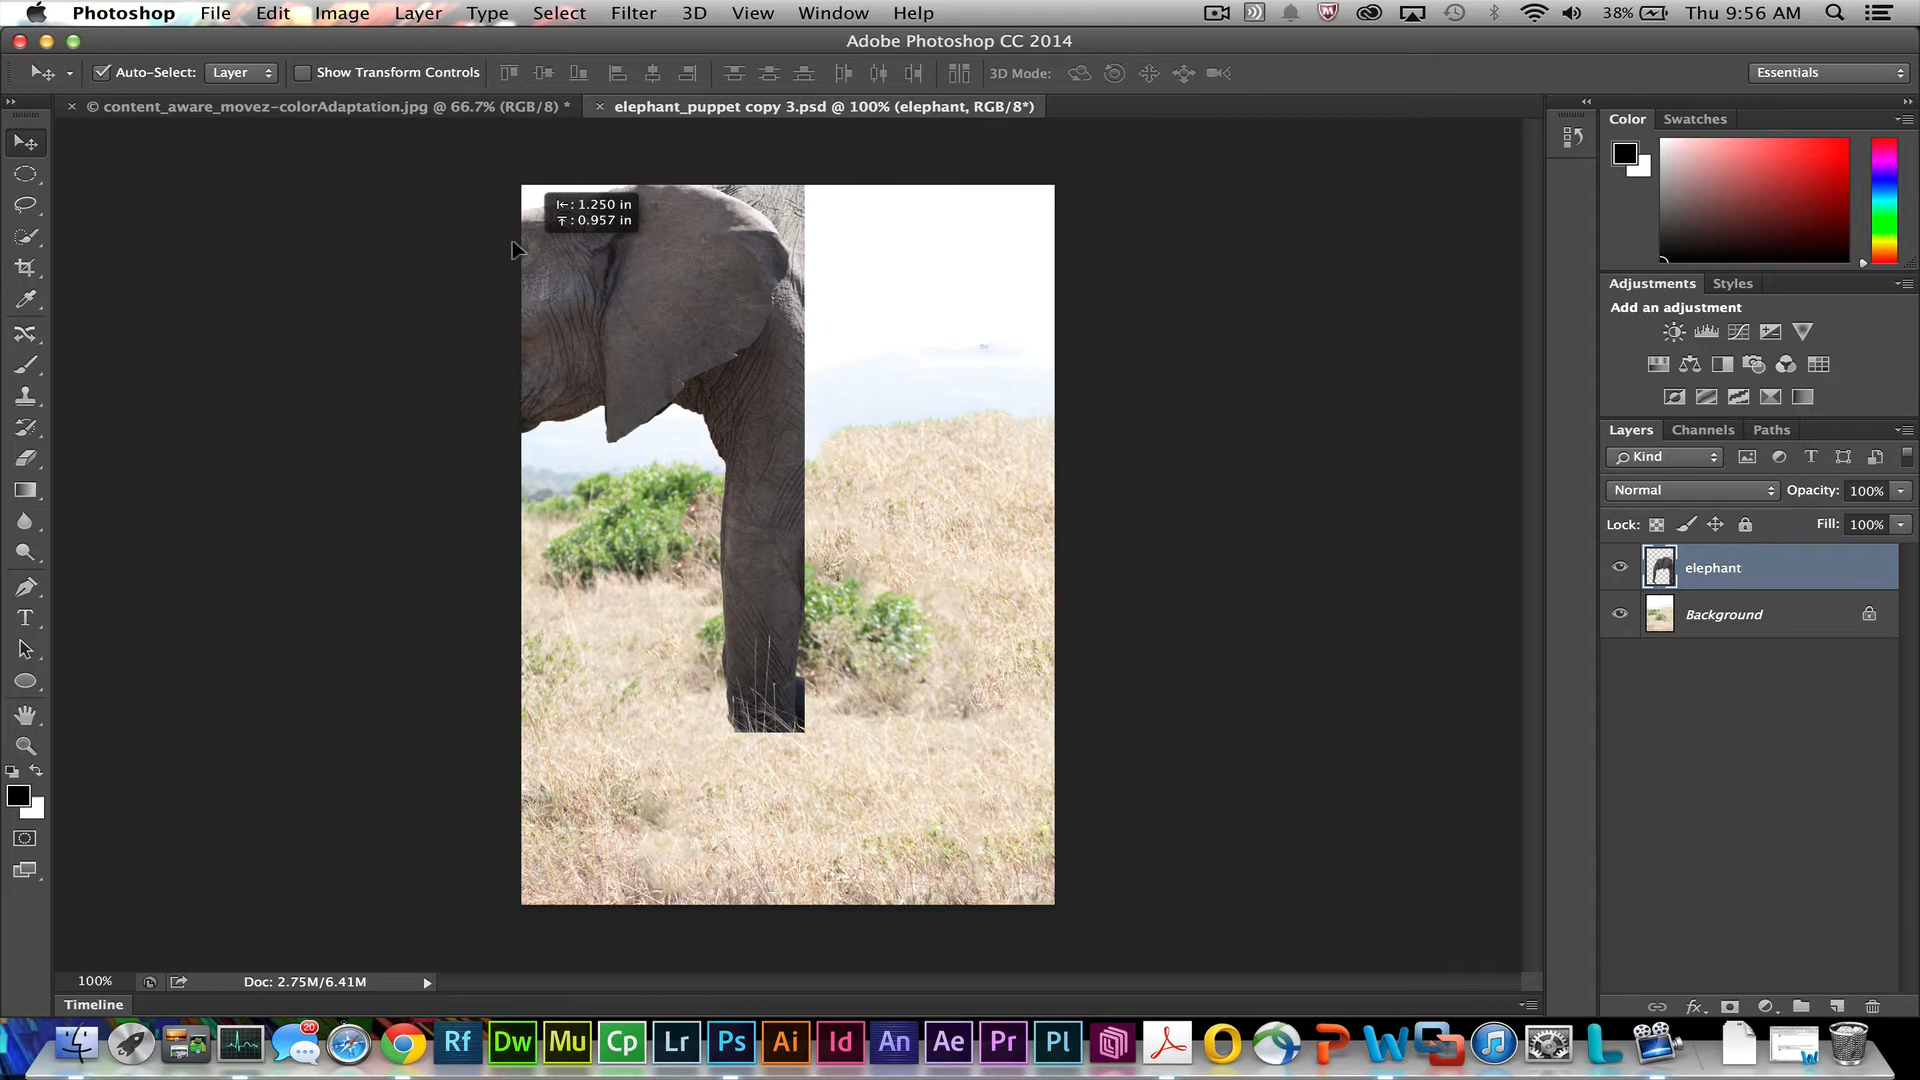 Photoshop File Edit Image Layer Type Select Filter 3D View Window Help 38% Thu 9:56 AM
Adobe Photoshop CC 2014
Auto-Select: Layer Show Transform Controls 3D Mode: Essentials
× © content_aware_movez-colorAdaptation.jpg @ 66.7% (RGB/8) * × elephant_puppet copy 3.psd @ 100% (elephant, RGB/8*)
Color Swatches
: 1.250 in
: 0.957 in
Adjustments Styles
Add an adjustment
Layers Channels Paths
Kind T
Normal Opacity: 100%
Lock: Fill: 100%
elephant
Background
T
100% Doc: 2.75M/6.41M
fx
Timeline
20 Rf Dw Mu Cp Lr Ps Ai Id An Ae Pr Pl